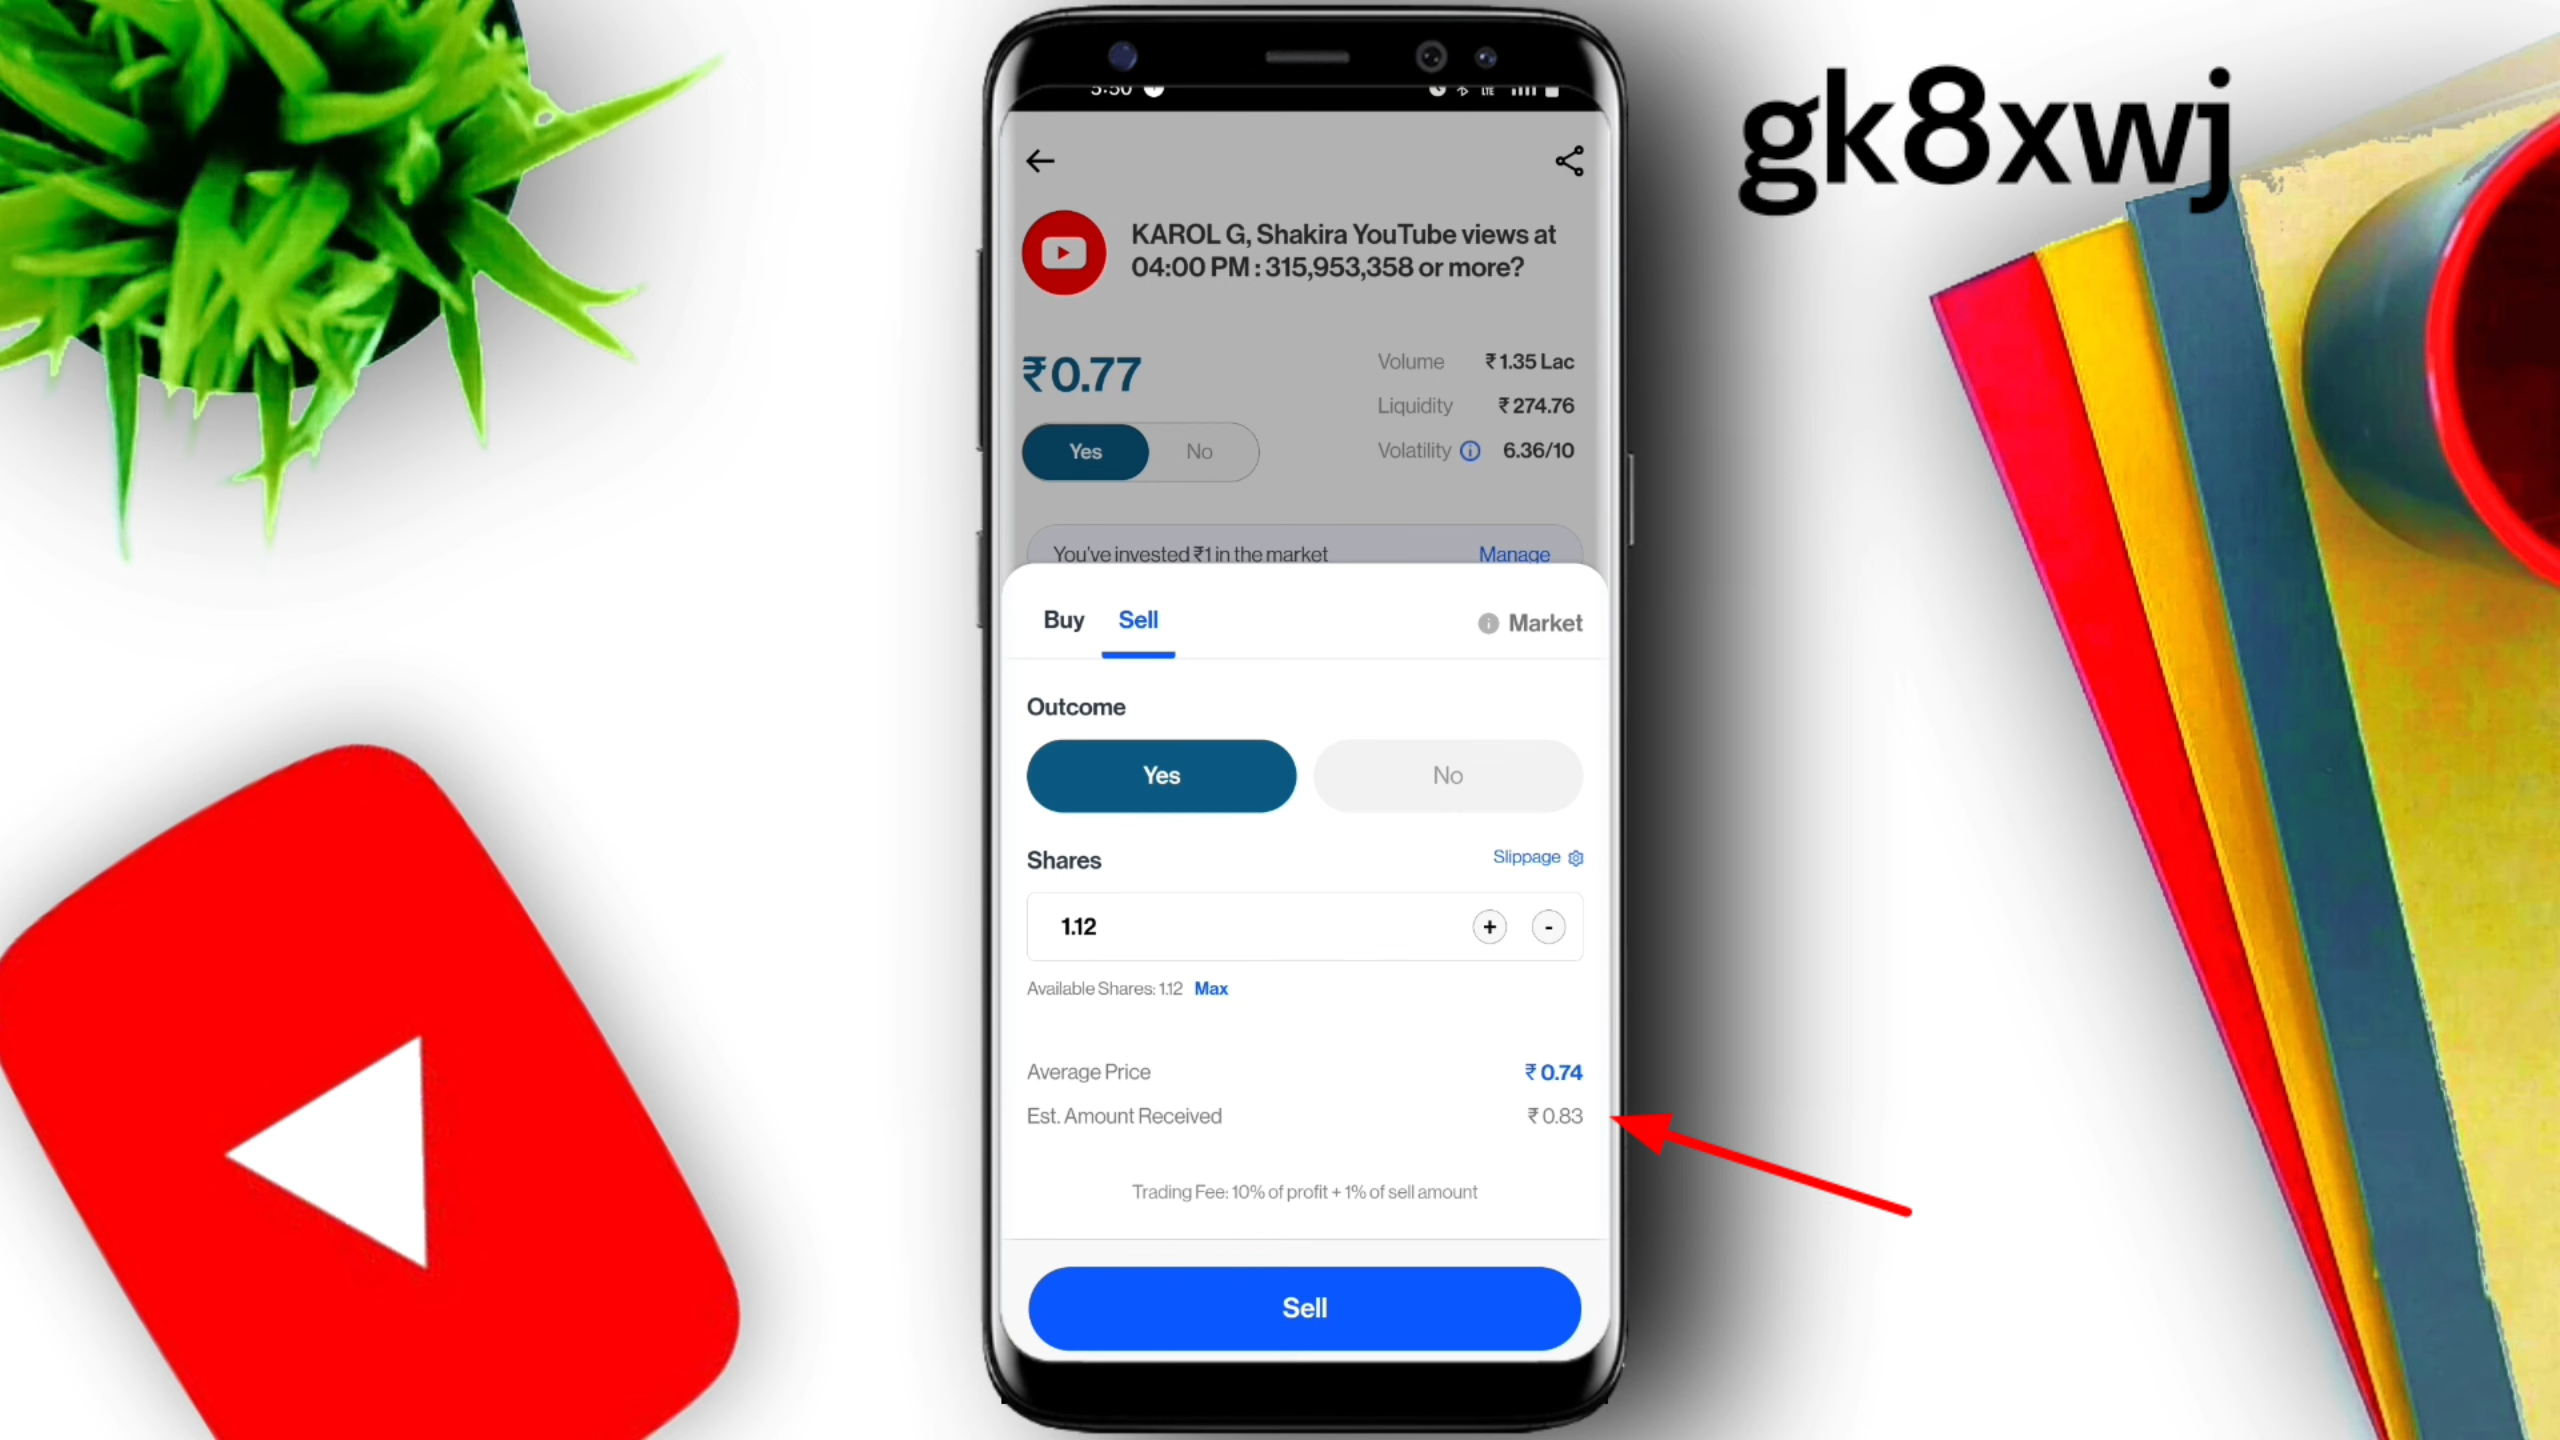 gk8xwj
5:50
LTE
KAROL G, Shakira YouTube views at
04:00 PM : 315,953,358 or more?
₹0.77
Volume ₹1.35 Lac
Liquidity ₹274.76
Volatility 6.36/10
Yes No
You've invested ₹1 in the market Manage
Buy Sell Market
Outcome
Yes No
Shares Slippage
1.12 + -
Available Shares: 1.12 Max
Average Price ₹0.74
Est. Amount Received ₹0.83
Trading Fee: 10% of profit + 1% of sell amount
Sell